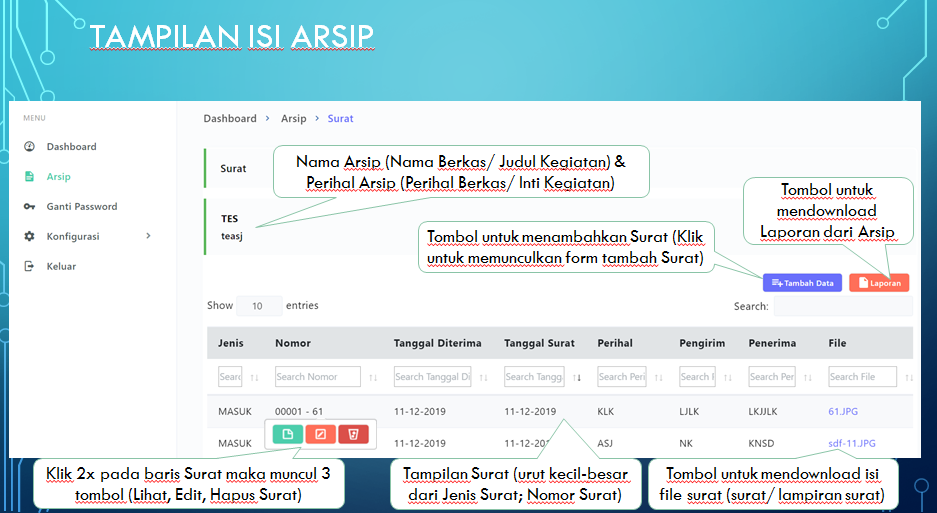 TAMPILAN ISI ARSIP
MENU
Dashboard
Arsip
Ganti Password
Konfigurasi
Keluar
Dashboard > Arsip > Surat
Surat
Nama Arsip (Nama Berkas/ Judul Kegiatan) &
Perihal Arsip (Perihal Berkas/ Inti Kegiatan)
TES
teasj
Tombol untuk
mendownload
Laporan dari Arsip
Tombol untuk menambahkan Surat (Klik
untuk memunculkan form tambah Surat)
Tambah Data
Laporan
Show 10 entries
Search:
Jenis Nomor Tanggal Diterima Tanggal Surat Perihal Pengirim Penerima File
Sear Search Nomor Search Tanggal Di Search Tangg Search Peri Search Search Per Search File
MASUK 00001 - 61 11-12-2019 11-12-2019 KLK LJLK LKJLJK 61.JPG
MASUK 11-12-2019 11-12-20 ASJ NK KNSD sdf-11.JPG
Klik 2x pada baris Surat maka muncul 3
tombol (Lihat, Edit, Hapus Surat)
Tampilan Surat (urut kecil-besar
dari Jenis Surat; Nomor Surat)
Tombol untuk mendownload isi
file surat (surat/ lampiran surat)